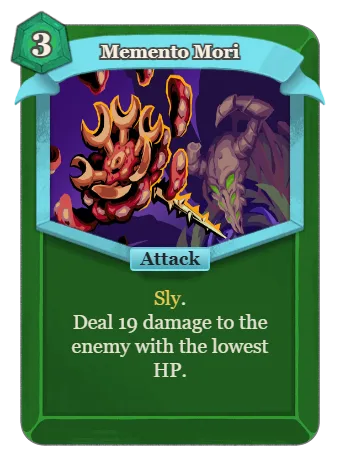 3
Memento Mori
Attack
Sly.
Deal 19 damage to the
enemy with the lowest
HP.